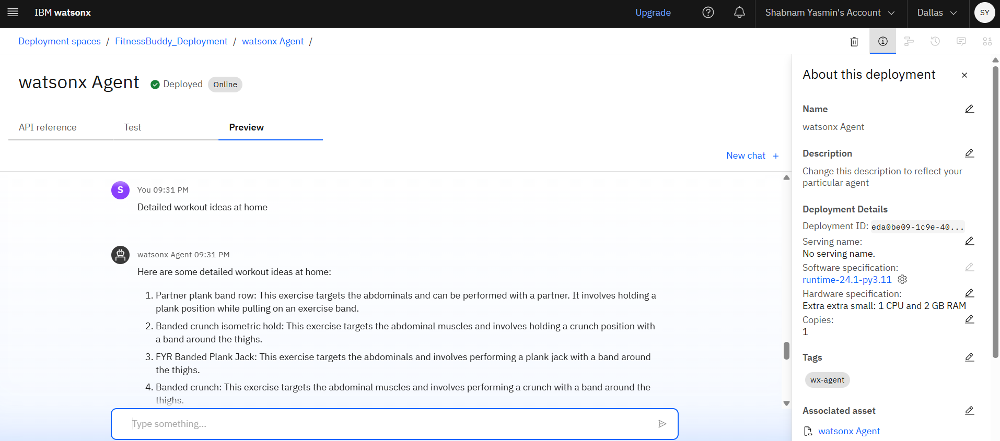 IBM watsonx
Upgrade
Shabnam Yasmin's Account
Dallas
SY
Deployment spaces / FitnessBuddy_Deployment / watsonx Agent /
watsonx Agent
Deployed
Online
API reference
Test
Preview
New chat +
S
You 09:31 PM
Detailed workout ideas at home
watsonx Agent 09:31 PM
Here are some detailed workout ideas at home:
1. Partner plank band row: This exercise targets the abdominals and can be performed with a partner. It involves holding a
plank position while pulling on an exercise band.
2. Banded crunch isometric hold: This exercise targets the abdominal muscles and involves holding a crunch position with
a band around the thighs.
3. FYR Banded Plank Jack: This exercise targets the abdominals and involves performing a plank jack with a band around
the thighs.
4. Banded crunch: This exercise targets the abdominal muscles and involves performing a crunch with a band around the
thighs.
Type something...
About this deployment
Name
watsonx Agent
Description
Change this description to reflect your
particular agent
Deployment Details
Deployment ID: eda0be09-1c9e-40...
Serving name:
No serving name.
Software specification:
runtime-24.1-py3.11
Hardware specification:
Extra extra small: 1 CPU and 2 GB RAM
Copies:
1
Tags
wx-agent
Associated asset
watsonx Agent